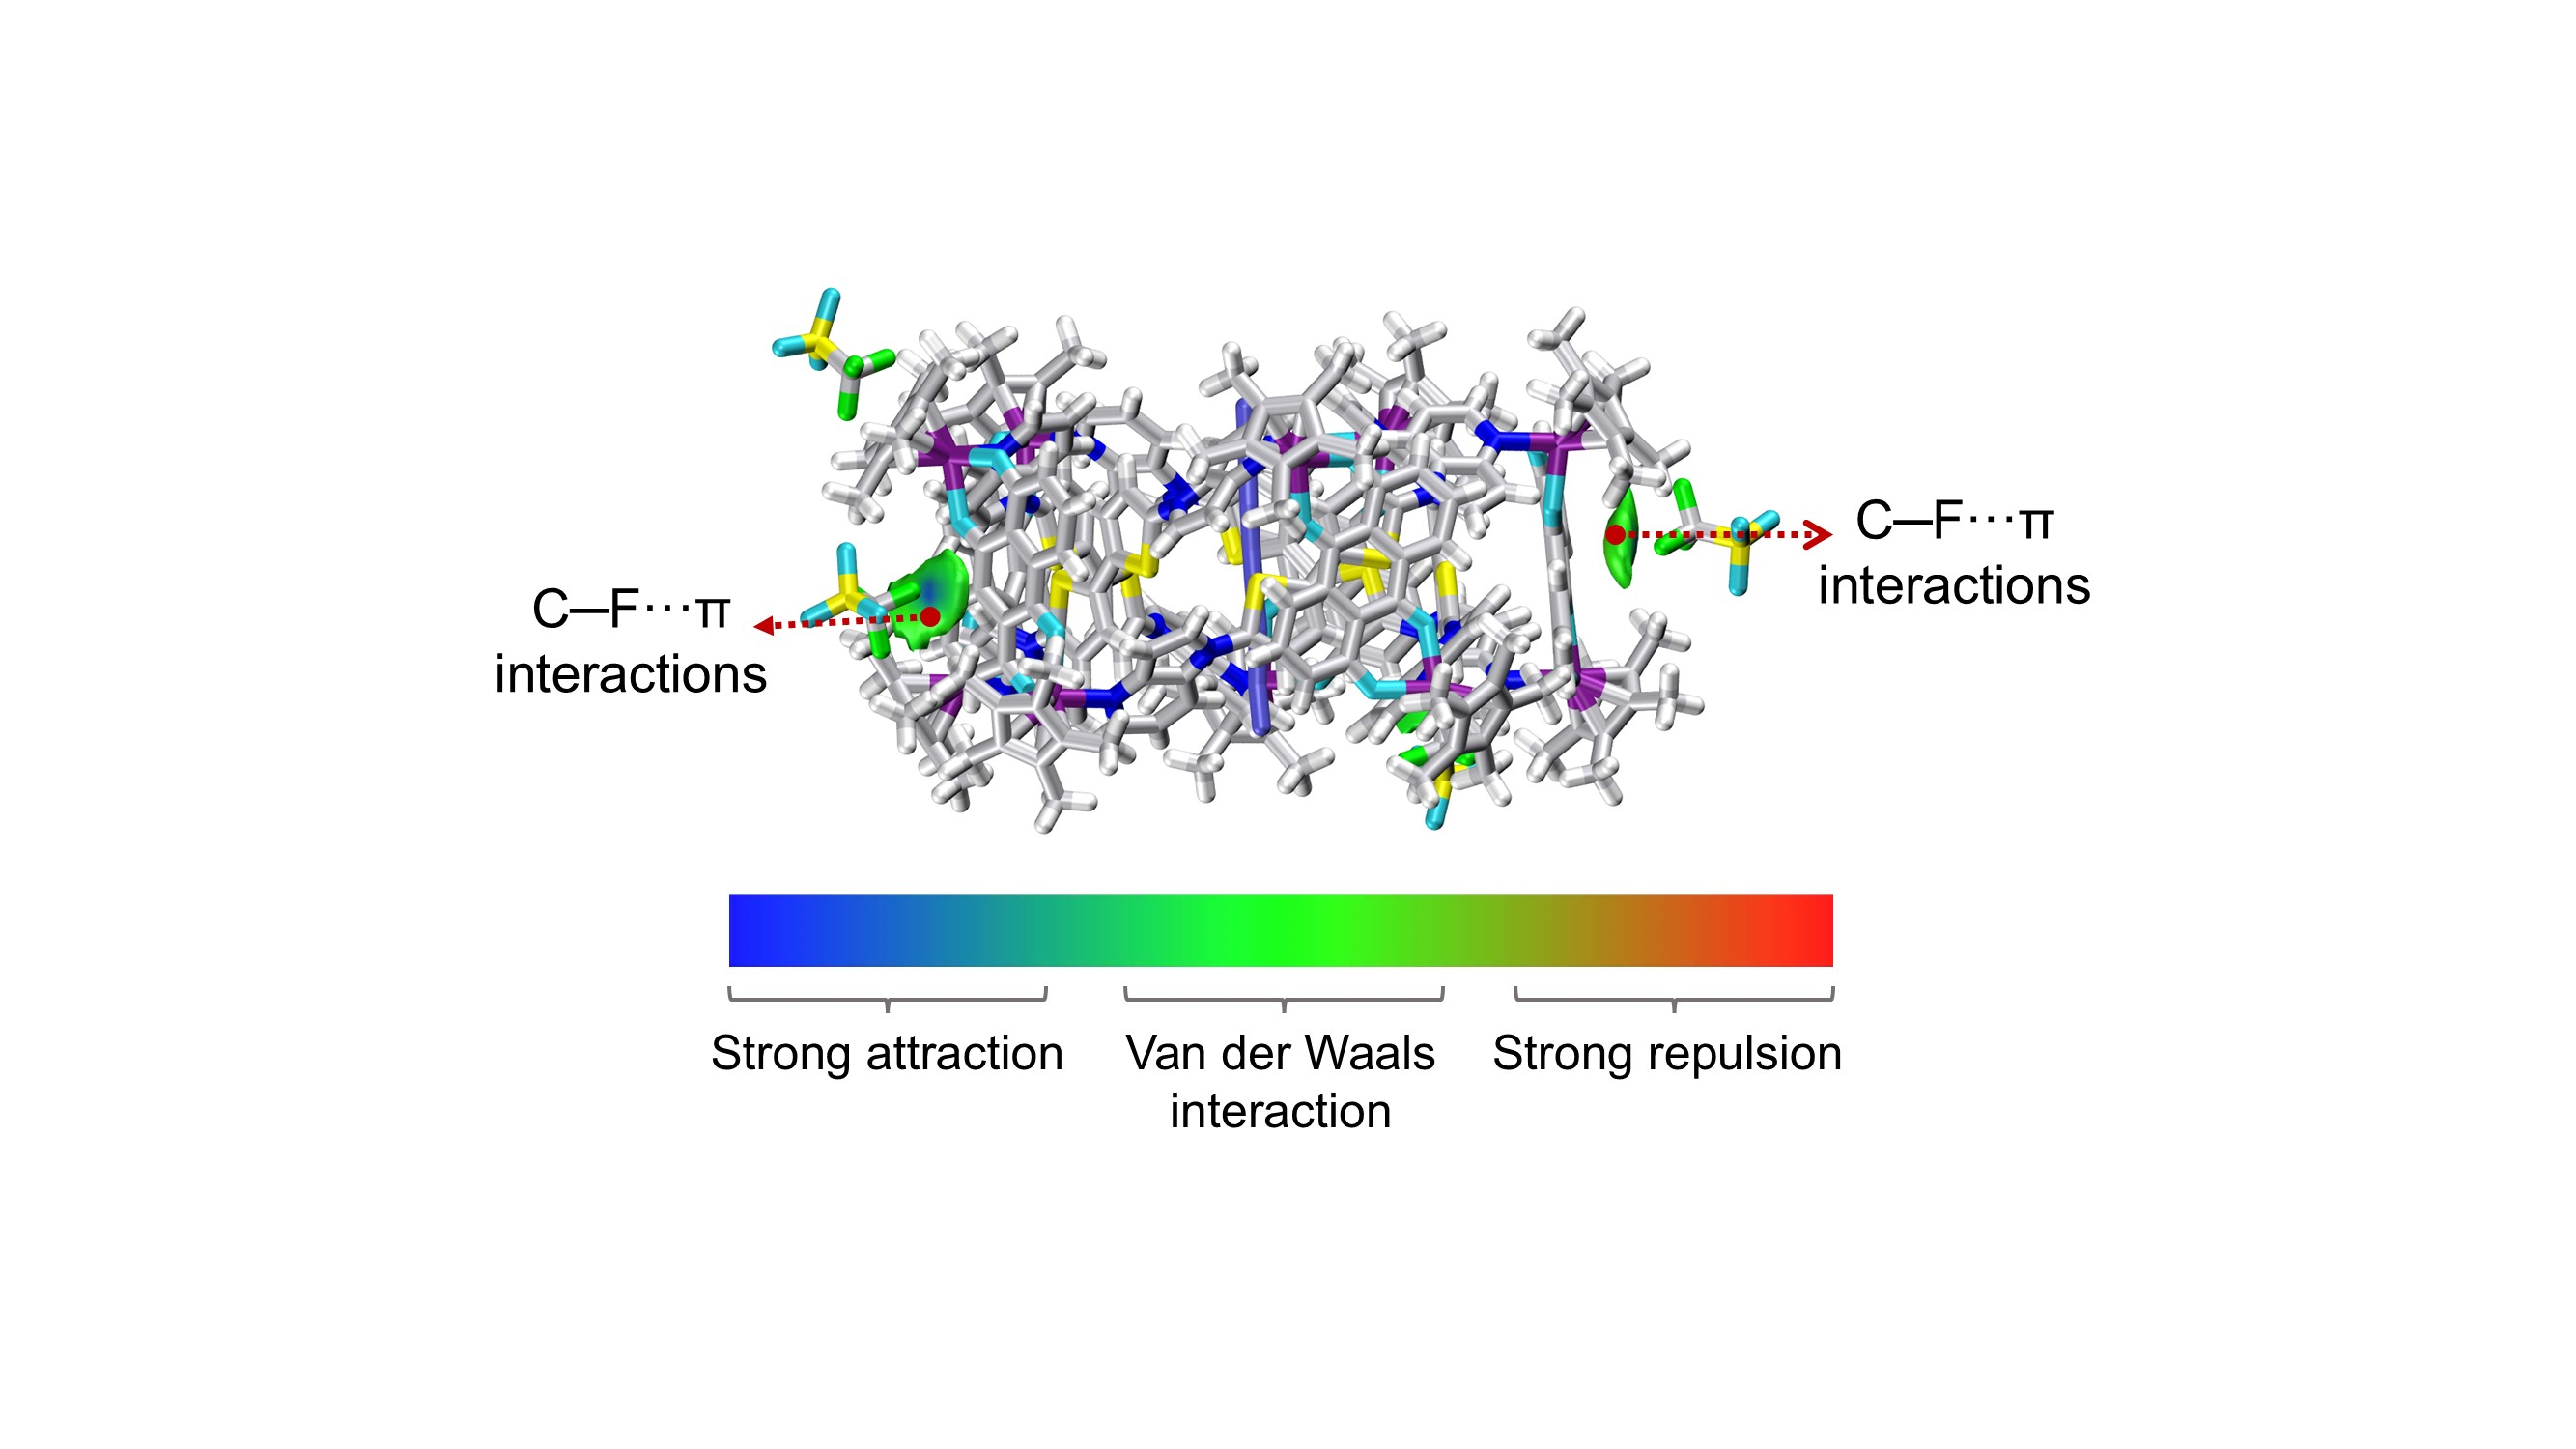 C—F···π
interactions
C—F···π
interactions
Strong attraction
Van der Waals
interaction
Strong repulsion